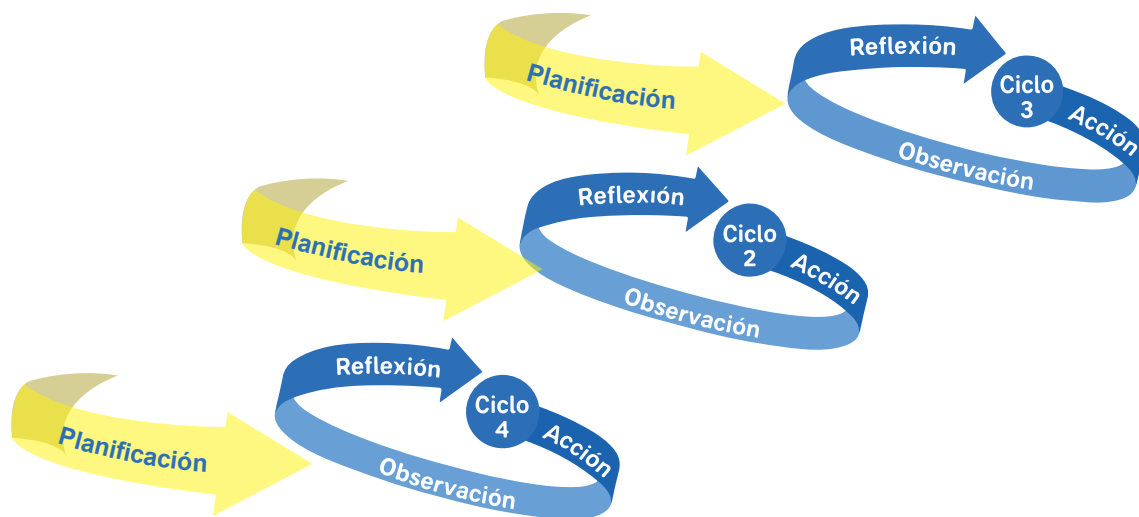 Planificación
Reflexión
Ciclo
3
Acción
Observación
Planificación
Reflexión
Ciclo
2
Acción
Observación
Planificación
Reflexión
Ciclo
4
Acción
Observación